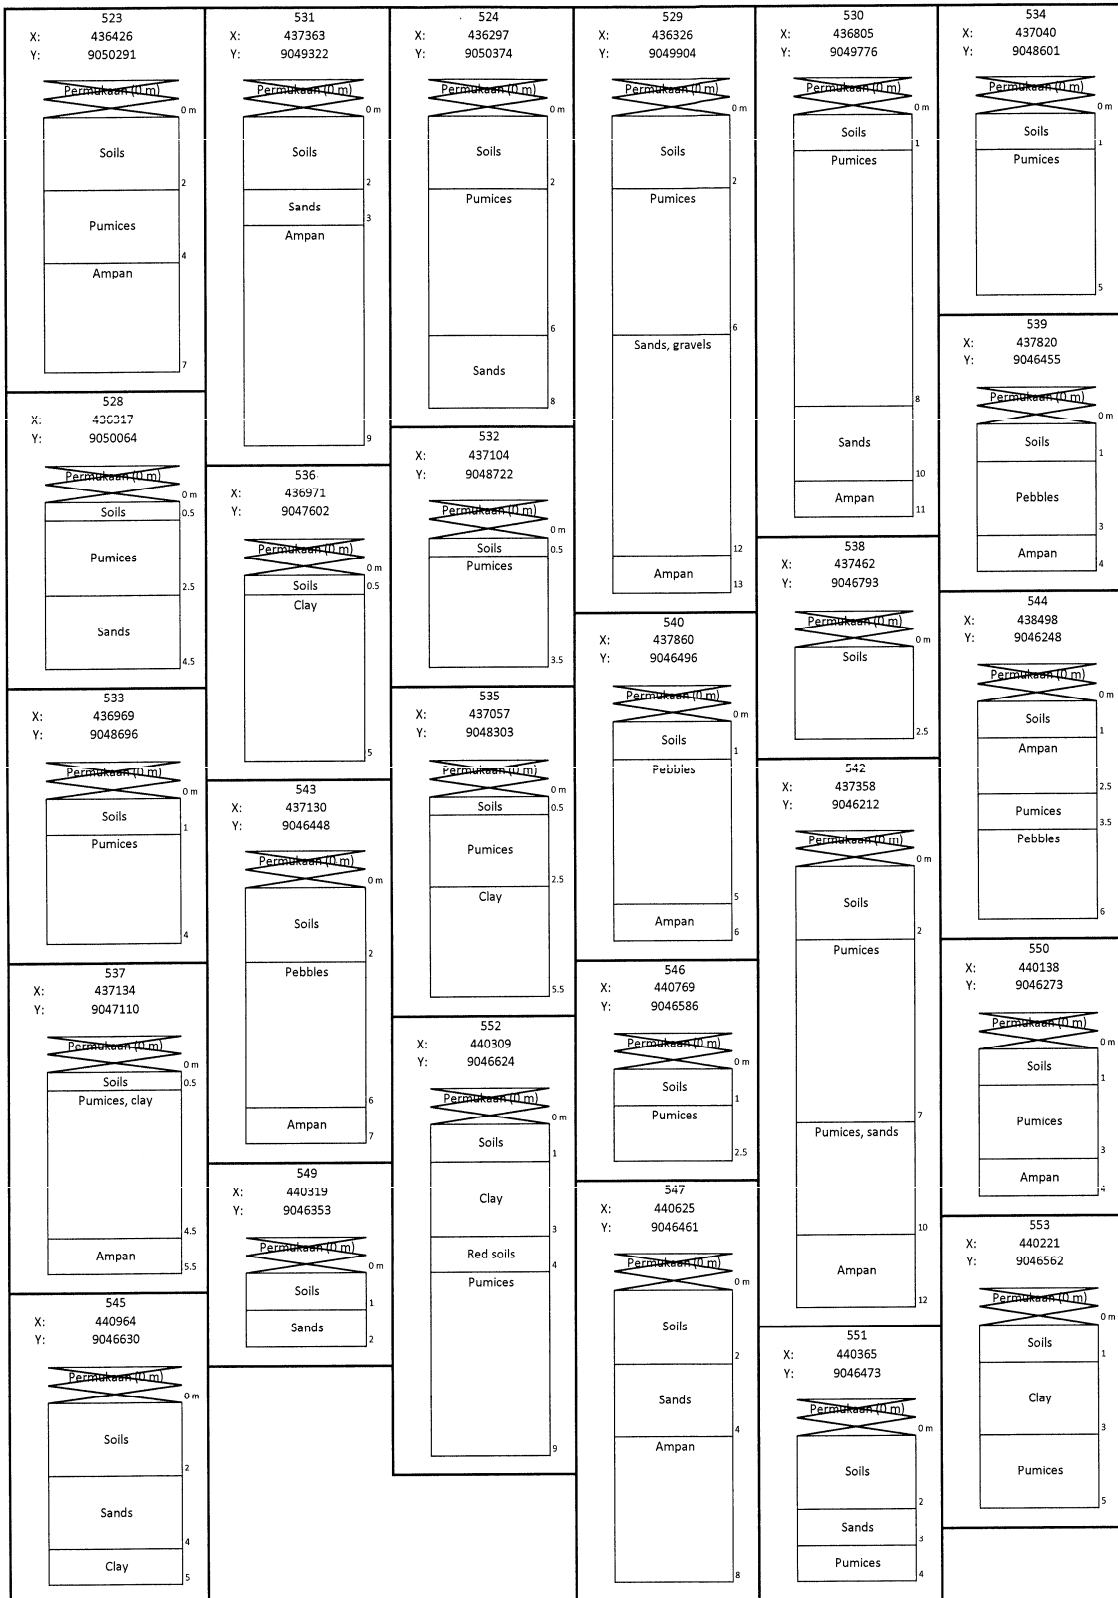 523
X: 436426
Y: 9050291
Permukaan (0 m)
0 m
Soils
2
Pumices
4
Ampan
7
528
X: 436317
Y: 9050064
Permukaan (0 m)
0 m
Soils
0.5
Pumices
2.5
Sands
4.5
533
X: 436969
Y: 9048696
Permukaan (0 m)
0 m
Soils
1
Pumices
4
537
X: 437134
Y: 9047110
Permukaan (0 m)
0 m
Soils
0.5
Pumices, clay
4.5
Ampan
5.5
545
X: 440964
Y: 9046630
Permukaan (0 m)
0 m
Soils
2
Sands
4
Clay
5
531
X: 437363
Y: 9049322
Permukaan (0 m)
0 m
Soils
2
Sands
3
Ampan
9
536
X: 436971
Y: 9047602
Permukaan (0 m)
0 m
Soils
0.5
Clay
5
543
X: 437130
Y: 9046448
Permukaan (0 m)
0 m
Soils
2
Pebbles
6
Ampan
7
549
X: 440319
Y: 9046353
Permukaan (0 m)
0 m
Soils
1
Sands
2
524
X: 436297
Y: 9050374
Permukaan (0 m)
0 m
Soils
2
Pumices
6
Sands
8
532
X: 437104
Y: 9048722
Permukaan (0 m)
0 m
Soils
0.5
Pumices
3.5
535
X: 437057
Y: 9048303
Permukaan (0 m)
0 m
Soils
0.5
Pumices
2.5
Clay
5.5
552
X: 440309
Y: 9046624
Permukaan (0 m)
0 m
Soils
1
Clay
3
Red soils
4
Pumices
9
529
X: 436326
Y: 9049904
Permukaan (0 m)
0 m
Soils
2
Pumices
6
Sands, gravels
12
Ampan
13
540
X: 437860
Y: 9046496
Permukaan (0 m)
0 m
Soils
1
Pebbles
5
Ampan
6
546
X: 440769
Y: 9046586
Permukaan (0 m)
0 m
Soils
1
Pumices
2.5
547
X: 440625
Y: 9046461
Permukaan (0 m)
0 m
Soils
2
Sands
4
Ampan
8
530
X: 436805
Y: 9049776
Permukaan (0 m)
0 m
Soils
1
Pumices
8
Sands
10
Ampan
11
538
X: 437462
Y: 9046793
Permukaan (0 m)
0 m
Soils
2.5
542
X: 437358
Y: 9046212
Permukaan (0 m)
0 m
Soils
2
Pumices
7
Pumices, sands
10
Ampan
12
551
X: 440365
Y: 9046473
Permukaan (0 m)
0 m
Soils
2
Sands
3
Pumices
4
534
X: 437040
Y: 9048601
Permukaan (0 m)
0 m
Soils
1
Pumices
5
539
X: 437820
Y: 9046455
Permukaan (0 m)
0 m
Soils
1
Pebbles
3
Ampan
4
544
X: 438498
Y: 9046248
Permukaan (0 m)
0 m
Soils
1
Ampan
2.5
Pumices
3.5
Pebbles
6
550
X: 440138
Y: 9046273
Permukaan (0 m)
0 m
Soils
1
Pumices
3
Ampan
4
553
X: 440221
Y: 9046562
Permukaan (0 m)
0 m
Soils
1
Clay
3
Pumices
5